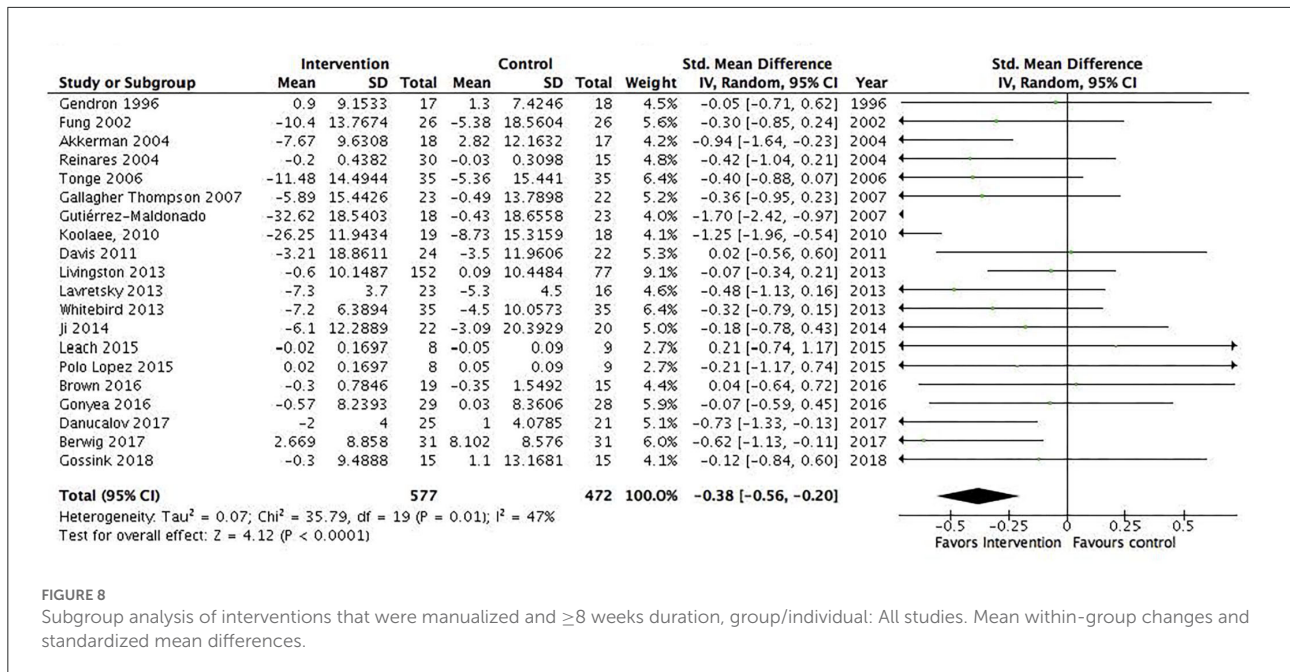 Intervention Control Std. Mean Difference Std. Mean Difference
Study or Subgroup Mean SD Total Mean SD Total Weight IV, Random, 95% CI Year IV, Random, 95% CI
Gendron 1996 0.9 9.1533 17 1.3 7.4246 18 4.5% -0.05 [-0.71, 0.62] 1996
Fung 2002 -10.4 13.7674 26 -5.38 18.5604 26 5.6% -0.30 [-0.85, 0.24] 2002
Akkerman 2004 -7.67 9.6308 18 2.82 12.1632 17 4.2% -0.94 [-1.64, -0.23] 2004
Reinares 2004 -0.2 0.4382 30 -0.03 0.3098 15 4.8% -0.42 [-1.04, 0.21] 2004
Tonge 2006 -11.48 14.4944 35 -5.36 15.441 35 6.4% -0.40 [-0.88, 0.07] 2006
Gallagher Thompson 2007 -5.89 15.4426 23 -0.49 13.7898 22 5.2% -0.36 [-0.95, 0.23] 2007
Gutiérrez-Maldonado -32.62 18.5403 18 -0.43 18.6558 23 4.0% -1.70 [-2.42, -0.97] 2007
Koolaee, 2010 -26.25 11.9434 19 -8.73 15.3159 18 4.1% -1.25 [-1.96, -0.54] 2010
Davis 2011 -3.21 18.8611 24 -3.5 11.9606 22 5.3% 0.02 [-0.56, 0.60] 2011
Livingston 2013 -0.6 10.1487 152 0.09 10.4484 77 9.1% -0.07 [-0.34, 0.21] 2013
Lavretsky 2013 -7.3 3.7 23 -5.3 4.5 16 4.6% -0.48 [-1.13, 0.16] 2013
Whitebird 2013 -7.2 6.3894 35 -4.5 10.0573 35 6.4% -0.32 [-0.79, 0.15] 2013
Ji 2014 -6.1 12.2889 22 -3.09 20.3929 20 5.0% -0.18 [-0.78, 0.43] 2014
Leach 2015 -0.02 0.1697 8 -0.05 0.09 9 2.7% 0.21 [-0.74, 1.17] 2015
Polo Lopez 2015 0.02 0.1697 8 0.05 0.09 9 2.7% -0.21 [-1.17, 0.74] 2015
Brown 2016 -0.3 0.7846 19 -0.35 1.5492 15 4.4% 0.04 [-0.64, 0.72] 2016
Gonyea 2016 -0.57 8.2393 29 0.03 8.3606 28 5.9% -0.07 [-0.59, 0.45] 2016
Danucalov 2017 -2 4 25 1 4.0785 21 5.1% -0.73 [-1.33, -0.13] 2017
Berwig 2017 2.669 8.858 31 8.102 8.576 31 6.0% -0.62 [-1.13, -0.11] 2017
Gossink 2018 -0.3 9.4888 15 1.1 13.1681 15 4.1% -0.12 [-0.84, 0.60] 2018
Total (95% CI) 577 472 100.0% -0.38 [-0.56, -0.20]
Heterogeneity: Tau² = 0.07; Chi² = 35.79, df = 19 (P = 0.01); I² = 47%
Test for overall effect: Z = 4.12 (P < 0.0001)
-0.5 -0.25 0 0.25 0.5
Favors Intervention Favours control
FIGURE 8
Subgroup analysis of interventions that were manualized and ≥8 weeks duration, group/individual: All studies. Mean within-group changes and
standardized mean differences.